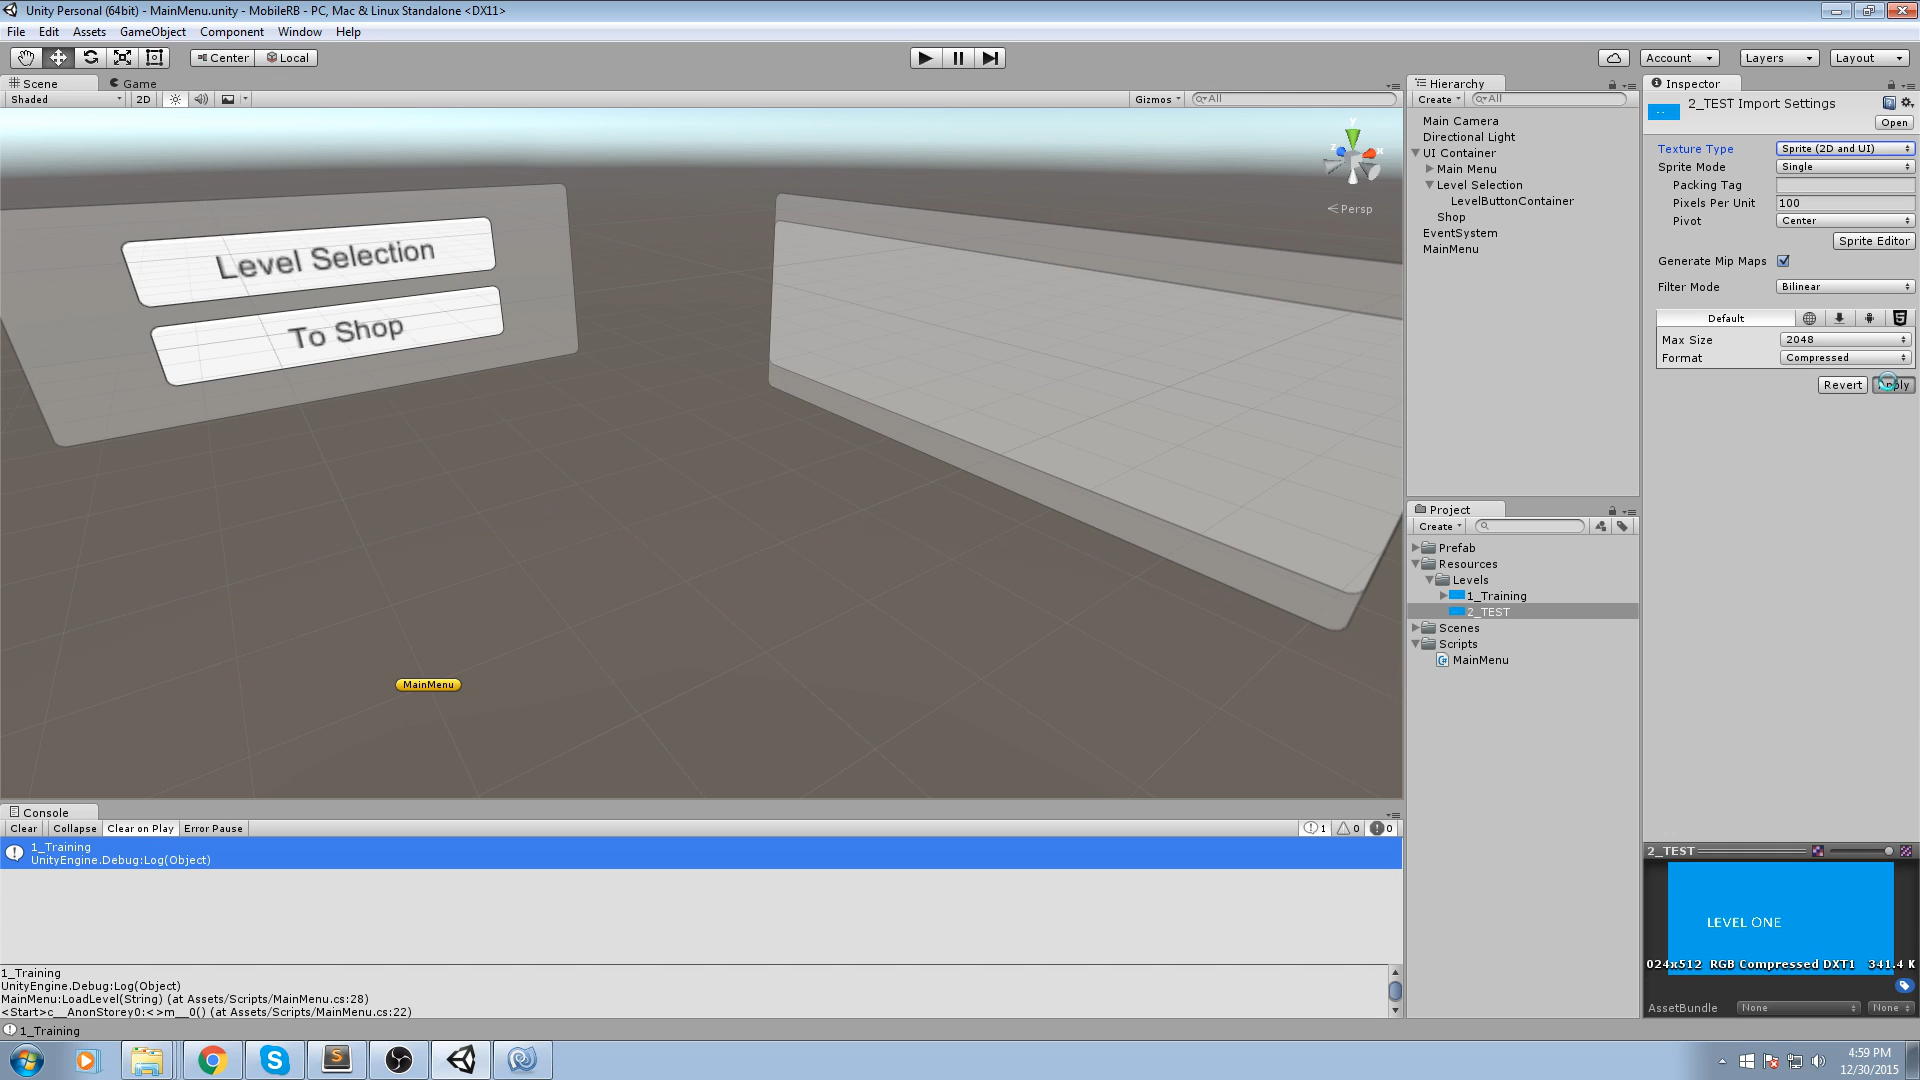 Unity Personal (64bit) - MainMenu.unity - MobileRB - PC, Mac & Linux Standalone <DX11>
File Edit Assets GameObject Component Window Help
Center Local
Account Layers Layout
Scene Game
Shaded 2D Gizmos All
Persp
Level Selection
To Shop
MainMenu
Hierarchy
Create All
Main Camera
Directional Light
UI Container
Main Menu
Level Selection
LevelButtonContainer
Shop
EventSystem
MainMenu
Project
Create
Prefab
Resources
Levels
1_Training
2_TEST
Scenes
Scripts
MainMenu
Inspector
2_TEST Import Settings
Open
Texture Type Sprite (2D and UI)
Sprite Mode Single
Packing Tag
Pixels Per Unit 100
Pivot Center
Sprite Editor
Generate Mip Maps
Filter Mode Bilinear
Default
Max Size 2048
Format Compressed
Revert
2_TEST
LEVEL ONE
024x512 RGB Compressed DXT1 341.4 K
AssetBundle None None
Console
Clear Collapse Clear on Play Error Pause 1 0 0
1_Training
UnityEngine.Debug:Log(Object)
1_Training
UnityEngine.Debug:Log(Object)
MainMenu:LoadLevel(String) (at Assets/Scripts/MainMenu.cs:28)
<Start>c__AnonStorey0:<>m__0() (at Assets/Scripts/MainMenu.cs:22)
1_Training
4:59 PM
12/30/2015